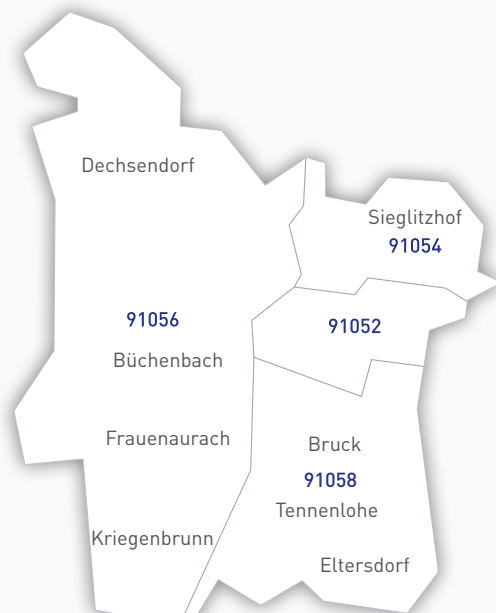 Dechsendorf
Sieglitzhof
91054
91056
91052
Büchenbach
Frauenaurach
Bruck
91058
Tennenlohe
Kriegenbrunn
Eltersdorf